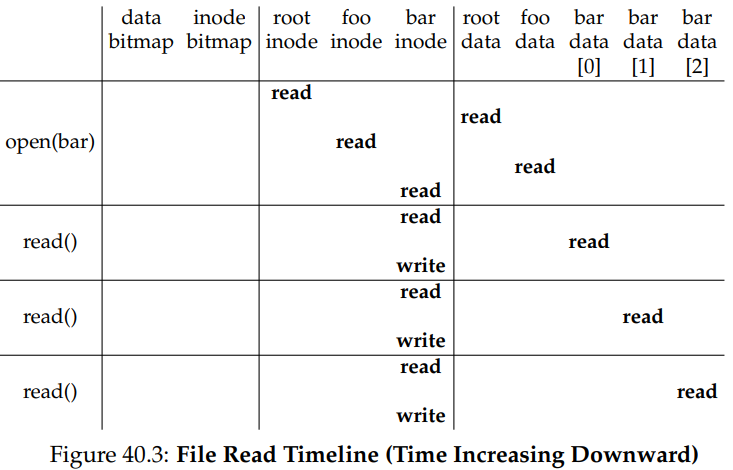 data inode root foo bar root foo bar bar bar
bitmap bitmap inode inode inode data data data data data
[0] [1] [2]
read
read
open(bar) read
read
read
read
read() read
write
read
read() read
write
read
read() read
write
Figure 40.3: File Read Timeline (Time Increasing Downward)